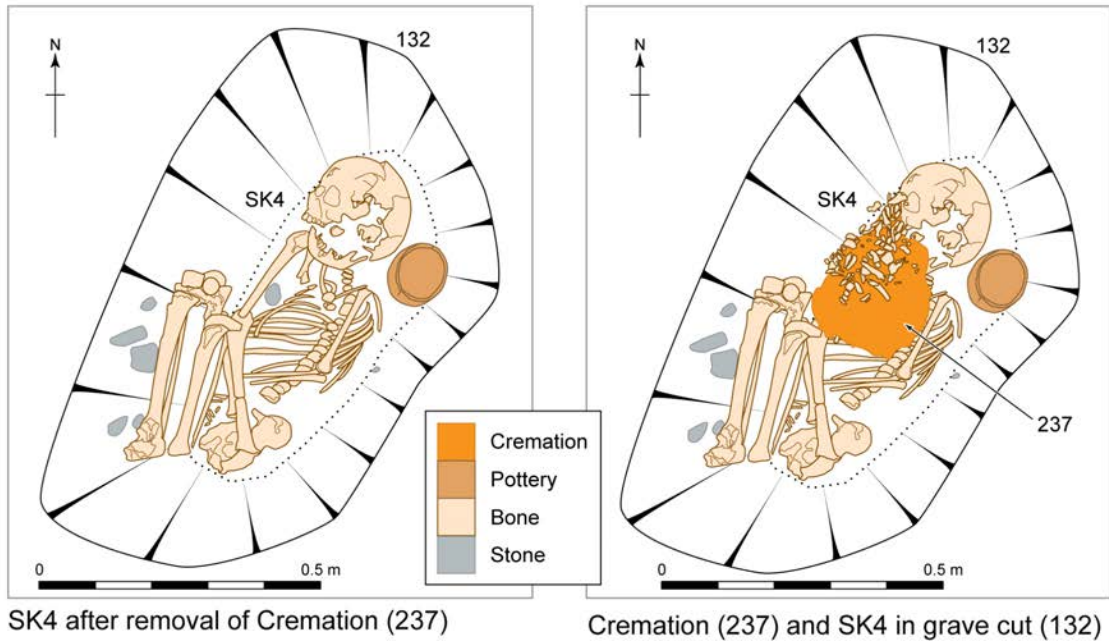 132
N
SK4
0 0.5 m
SK4 after removal of Cremation (237)
Cremation
Pottery
Bone
Stone
132
N
SK4
237
0 0.5 m
Cremation (237) and SK4 in grave cut (132)